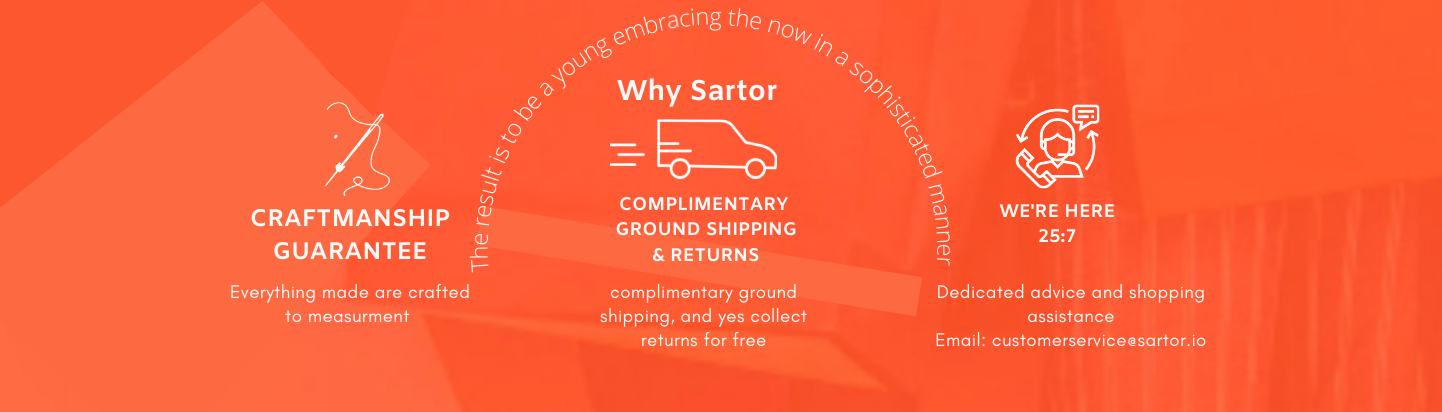 The result is to be a young embracing the now in a sophisticated manner
Why Sartor
CRAFTMANSHIP
GUARANTEE
Everything made are crafted
to measurment
COMPLIMENTARY
GROUND SHIPPING
& RETURNS
complimentary ground
shipping, and yes collect
returns for free
WE'RE HERE
25:7
Dedicated advice and shopping
assistance
Email: customerservice@sartor.io